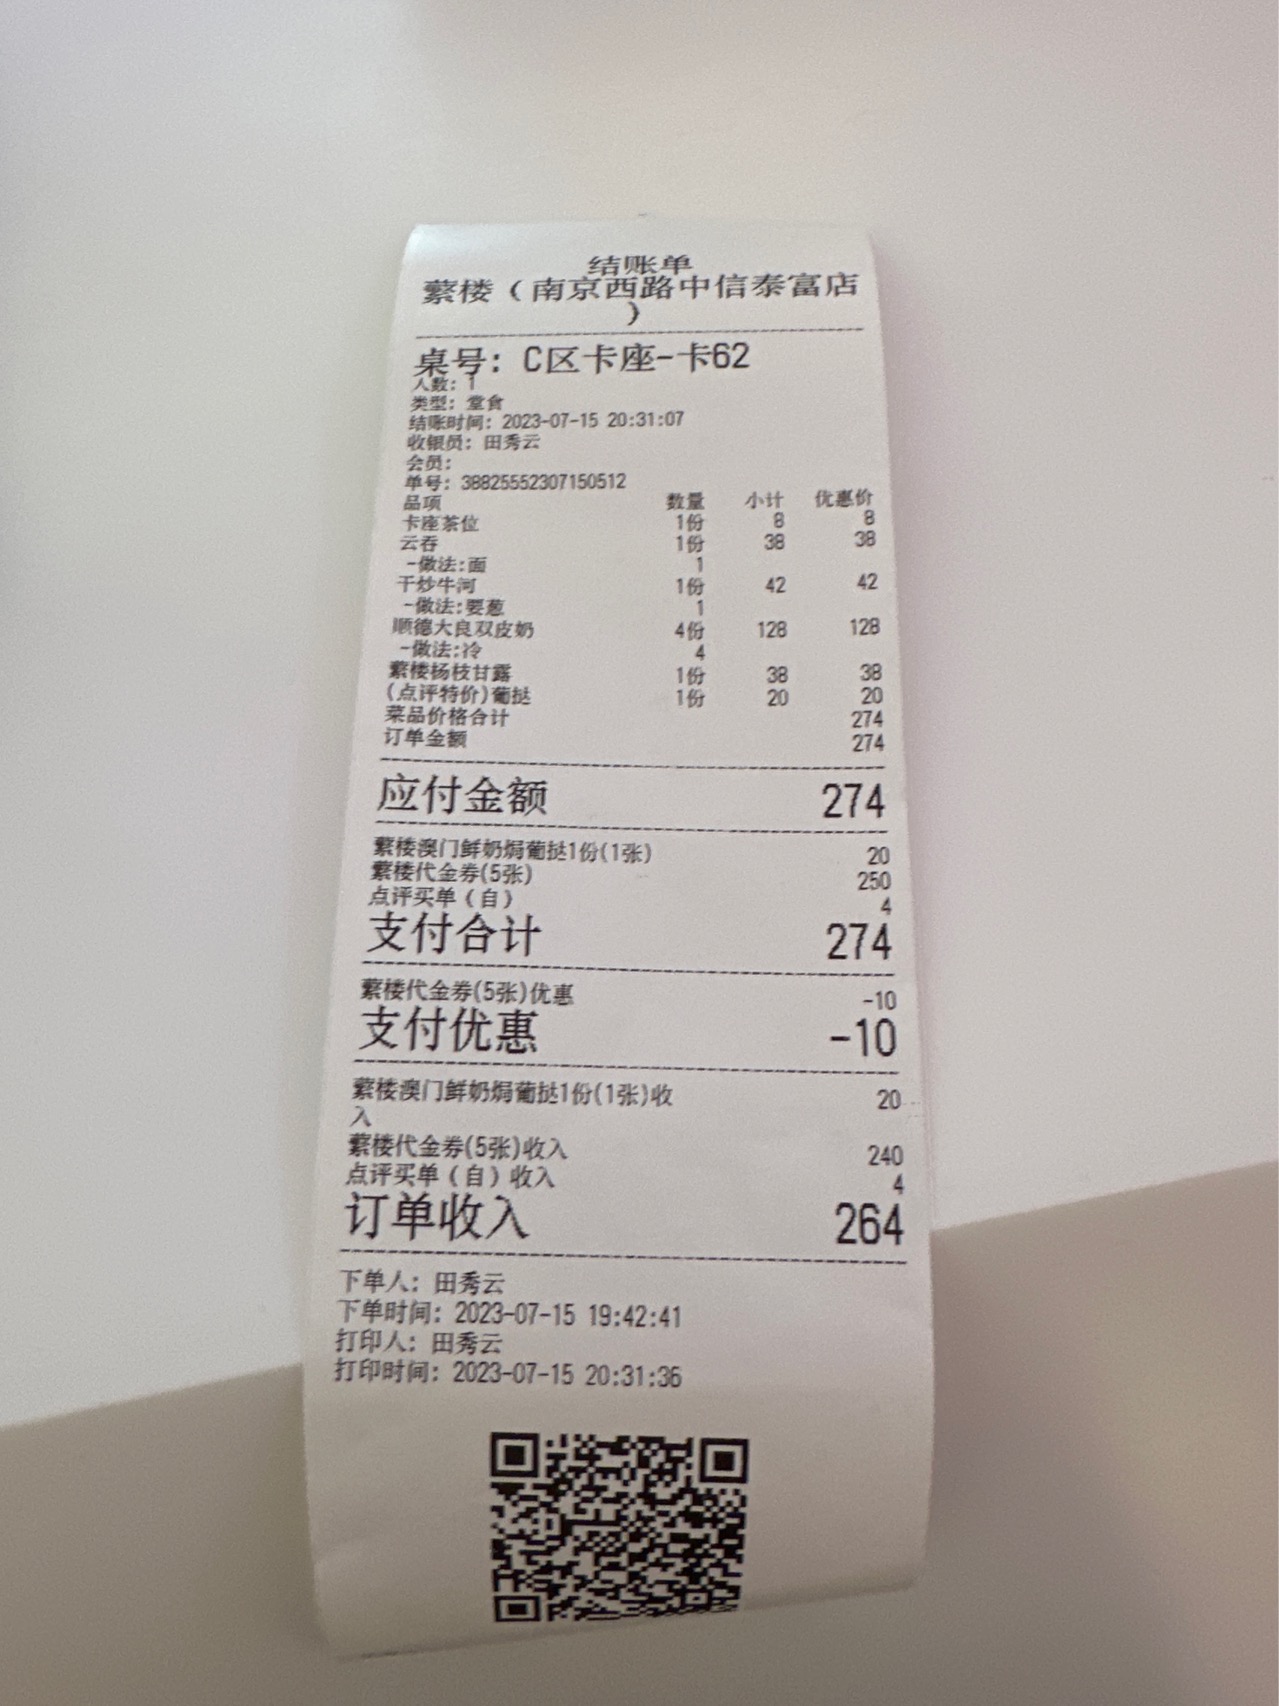 结账单
蘩楼（南京西路中信泰富店
）
桌号: C区卡座-卡62
人数: 1
类型: 堂食
结账时间: 2023-07-15 20:31:07
收银员: 田秀云
会员:
单号: 38825552307150512
品项 数量 小计 优惠价
卡座茶位 1份 8 8
云吞 1份 38 38
-做法:面 1
干炒牛河 1份 42 42
-做法:要葱 1
顺德大良双皮奶 4份 128 128
-做法:冷 4
蘩楼杨枝甘露 1份 38 38
(点评特价)葡挞 1份 20 20
菜品价格合计 274
订单金额 274
应付金额 274
蘩楼澳门鲜奶焗葡挞1份(1张) 20
蘩楼代金券(5张) 250
点评买单（自） 4
支付合计 274
蘩楼代金券(5张)优惠 -10
支付优惠 -10
蘩楼澳门鲜奶焗葡挞1份(1张)收 20
入
蘩楼代金券(5张)收入 240
点评买单（自）收入 4
订单收入 264
下单人: 田秀云
下单时间: 2023-07-15 19:42:41
打印人: 田秀云
打印时间: 2023-07-15 20:31:36